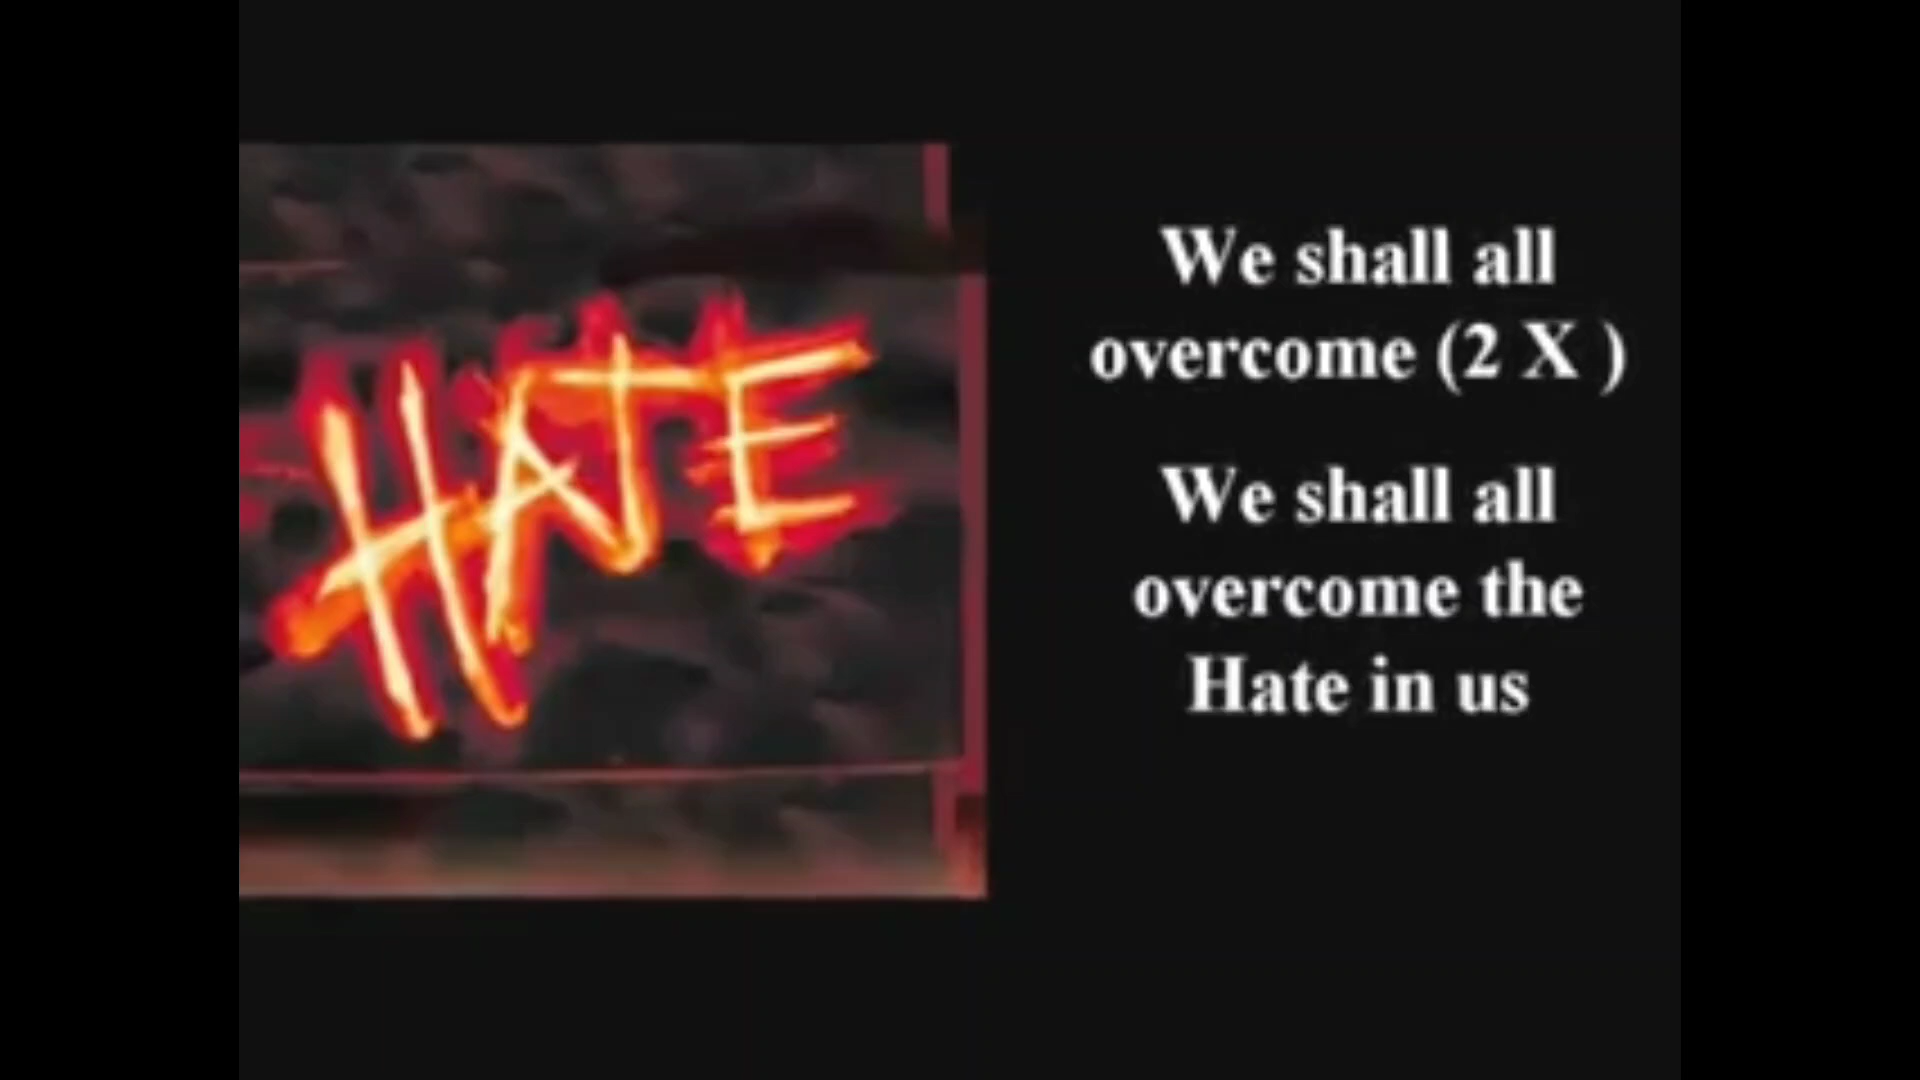 HATE
We shall all
overcome (2 X )
We shall all
overcome the
Hate in us